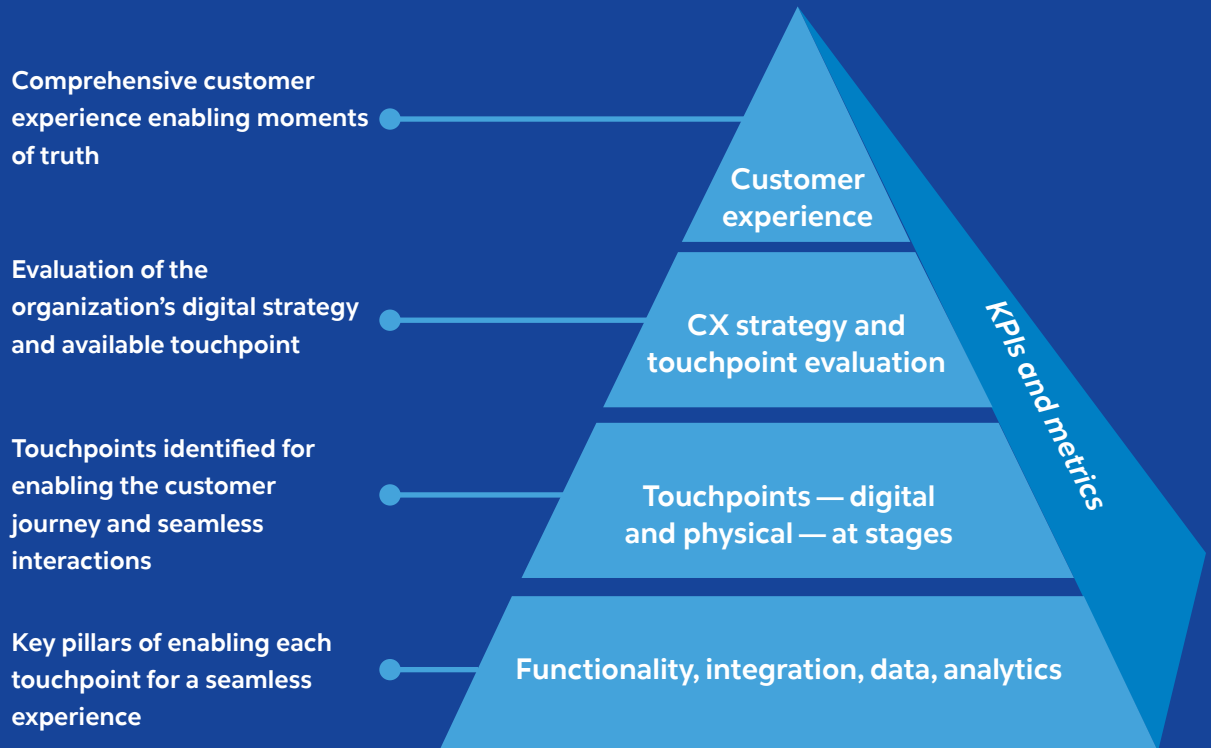 Comprehensive customer
experience enabling moments
of truth
Customer
experience
Evaluation of the
organization’s digital strategy
and available touchpoint
CX strategy and
touchpoint evaluation
KPIs and metrics
Touchpoints identified for
enabling the customer
journey and seamless
interactions
Touchpoints — digital
and physical — at stages
Key pillars of enabling each
touchpoint for a seamless
experience
Functionality, integration, data, analytics